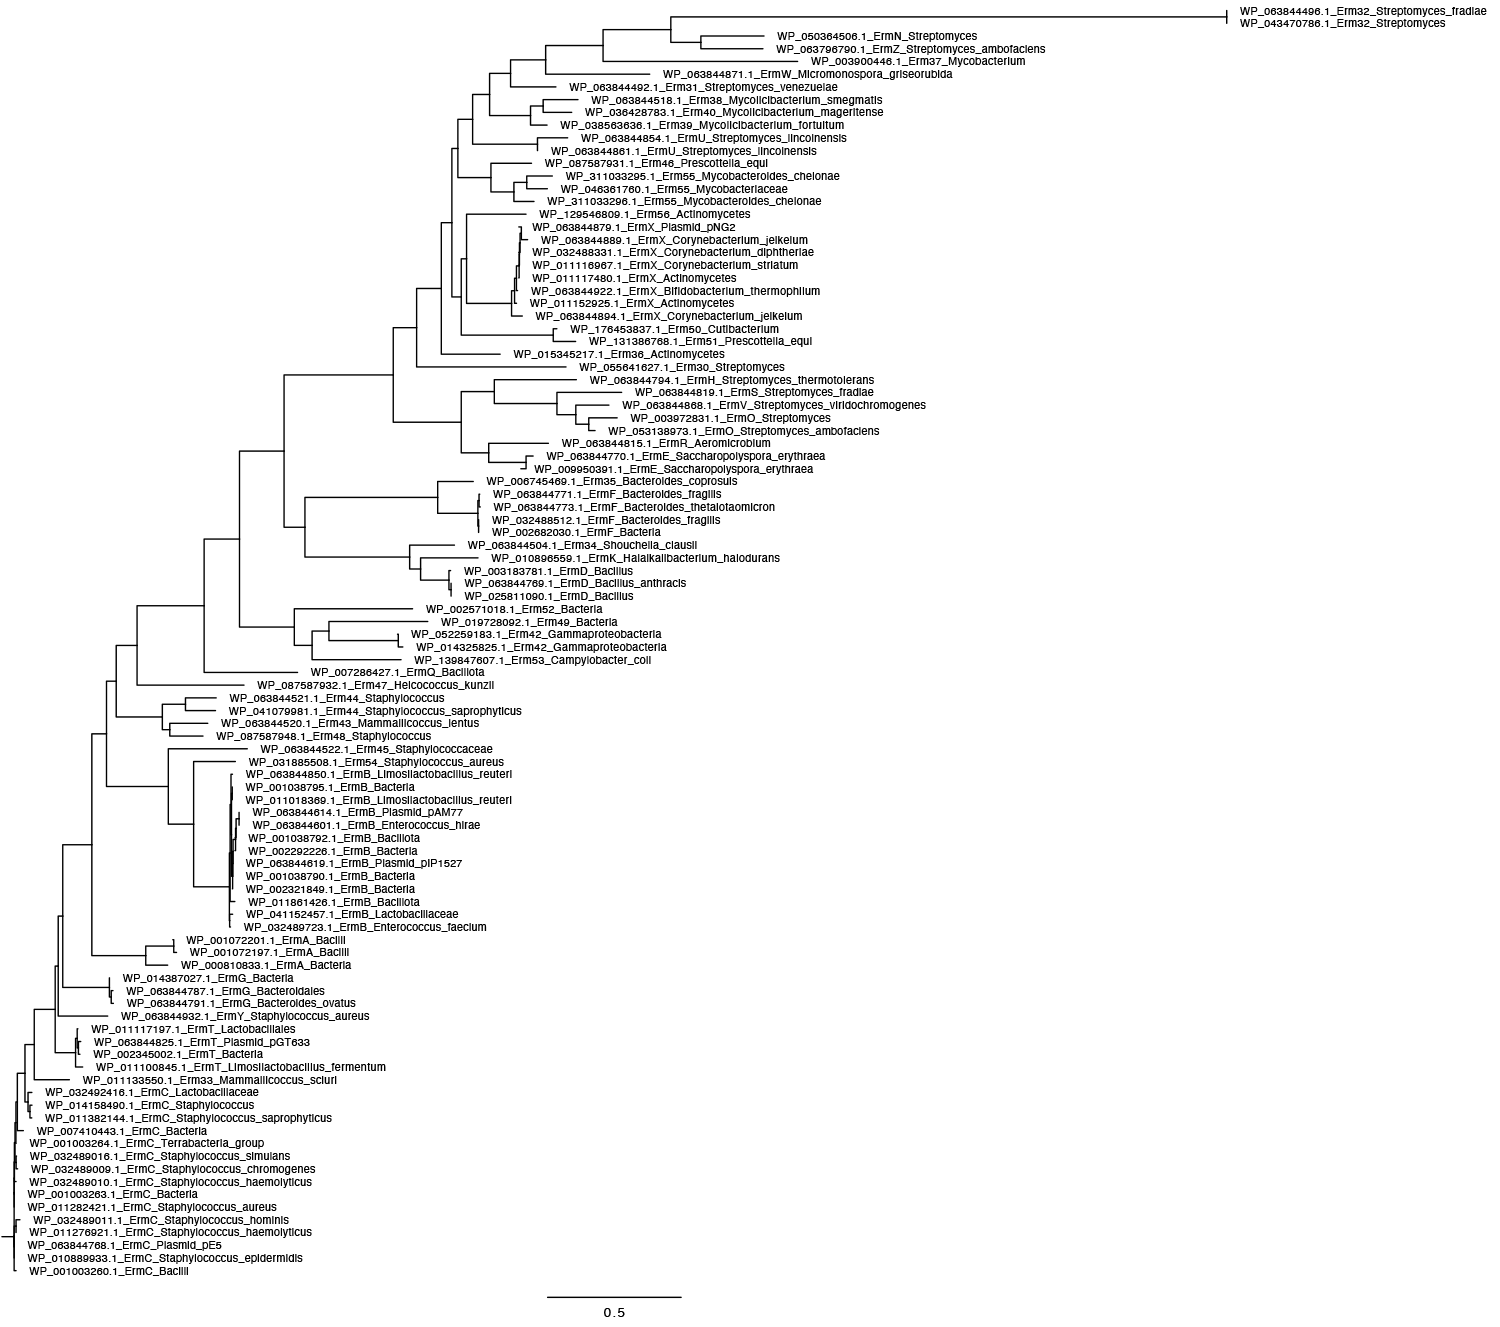 WP_063844496.1_Erm32_Streptomyces_fradiae
WP_043470786.1_Erm32_Streptomyces
WP_050364506.1_ErmN_Streptomyces
WP_063796790.1_ErmZ_Streptomyces_ambofaciens
WP_003900446.1_Erm37_Mycobacterium
WP_063844871.1_ErmW_Micromonospora_griseorubida
WP_063844492.1_Erm31_Streptomyces_venezuelae
WP_063844518.1_Erm38_Mycolicibacterium_smegmatis
WP_036428783.1_Erm40_Mycolicibacterium_mageritense
WP_038563636.1_Erm39_Mycolicibacterium_fortuitum
WP_063844854.1_ErmU_Streptomyces_lincolnensis
WP_063844861.1_ErmU_Streptomyces_lincolnensis
WP_087587931.1_Erm46_Prescottella_equi
WP_311033295.1_Erm55_Mycobacteroides_chelonae
WP_046361760.1_Erm55_Mycobacteriaceae
WP_311033296.1_Erm55_Mycobacteroides_chelonae
WP_129546809.1_Erm56_Actinomycetes
WP_063844879.1_ErmX_Plasmid_pNG2
WP_063844889.1_ErmX_Corynebacterium_jeikeium
WP_032488331.1_ErmX_Corynebacterium_diphtheriae
WP_011116967.1_ErmX_Corynebacterium_striatum
WP_011117480.1_ErmX_Actinomycetes
WP_063844922.1_ErmX_Bifidobacterium_thermophilum
WP_011152925.1_ErmX_Actinomycetes
WP_063844894.1_ErmX_Corynebacterium_jeikeium
WP_176453837.1_Erm50_Cutibacterium
WP_131386768.1_Erm51_Prescottella_equi
WP_015345217.1_Erm36_Actinomycetes
WP_055641627.1_Erm30_Streptomyces
WP_063844794.1_ErmH_Streptomyces_thermotolerans
WP_063844819.1_ErmS_Streptomyces_fradiae
WP_063844868.1_ErmV_Streptomyces_viridochromogenes
WP_003972831.1_ErmO_Streptomyces
WP_053138973.1_ErmO_Streptomyces_ambofaciens
WP_063844815.1_ErmR_Aeromicrobium
WP_063844770.1_ErmE_Saccharopolyspora_erythraea
WP_009950391.1_ErmE_Saccharopolyspora_erythraea
WP_006745469.1_Erm35_Bacteroides_coprosuis
WP_063844771.1_ErmF_Bacteroides_fragilis
WP_063844773.1_ErmF_Bacteroides_thetaiotaomicron
WP_032488512.1_ErmF_Bacteroides_fragilis
WP_002682030.1_ErmF_Bacteria
WP_063844504.1_Erm34_Shouchella_clausii
WP_010896559.1_ErmK_Halalkalibacterium_halodurans
WP_003183781.1_ErmD_Bacillus
WP_063844769.1_ErmD_Bacillus_anthracis
WP_025811090.1_ErmD_Bacillus
WP_002571018.1_Erm52_Bacteria
WP_019728092.1_Erm49_Bacteria
WP_052259183.1_Erm42_Gammaproteobacteria
WP_014325825.1_Erm42_Gammaproteobacteria
WP_139847607.1_Erm53_Campylobacter_coli
WP_007286427.1_ErmQ_Bacillota
WP_087587932.1_Erm47_Helcococcus_kunzii
WP_063844521.1_Erm44_Staphylococcus
WP_041079981.1_Erm44_Staphylococcus_saprophyticus
WP_063844520.1_Erm43_Mammaliicoccus_lentus
WP_087587948.1_Erm48_Staphylococcus
WP_063844522.1_Erm45_Staphylococcaceae
WP_031885508.1_Erm54_Staphylococcus_aureus
WP_063844850.1_ErmB_Limosilactobacillus_reuteri
WP_001038795.1_ErmB_Bacteria
WP_011018369.1_ErmB_Limosilactobacillus_reuteri
WP_063844614.1_ErmB_Plasmid_pAM77
WP_063844601.1_ErmB_Enterococcus_hirae
WP_001038792.1_ErmB_Bacillota
WP_002292226.1_ErmB_Bacteria
WP_063844619.1_ErmB_Plasmid_pIP1527
WP_001038790.1_ErmB_Bacteria
WP_002321849.1_ErmB_Bacteria
WP_011861426.1_ErmB_Bacillota
WP_041152457.1_ErmB_Lactobacillaceae
WP_032489723.1_ErmB_Enterococcus_faecium
WP_001072201.1_ErmA_Bacilli
WP_001072197.1_ErmA_Bacilli
WP_000810833.1_ErmA_Bacteria
WP_014387027.1_ErmG_Bacteria
WP_063844787.1_ErmG_Bacteroidales
WP_063844791.1_ErmG_Bacteroides_ovatus
WP_063844932.1_ErmY_Staphylococcus_aureus
WP_011117197.1_ErmT_Lactobacillales
WP_063844825.1_ErmT_Plasmid_pGT633
WP_002345002.1_ErmT_Bacteria
WP_011100845.1_ErmT_Limosilactobacillus_fermentum
WP_011133550.1_Erm33_Mammaliicoccus_sciuri
WP_032492416.1_ErmC_Lactobacillaceae
WP_014158490.1_ErmC_Staphylococcus
WP_011382144.1_ErmC_Staphylococcus_saprophyticus
WP_007410443.1_ErmC_Bacteria
WP_001003264.1_ErmC_Terrabacteria_group
WP_032489016.1_ErmC_Staphylococcus_simulans
WP_032489009.1_ErmC_Staphylococcus_chromogenes
WP_032489010.1_ErmC_Staphylococcus_haemolyticus
WP_001003263.1_ErmC_Bacteria
WP_011282421.1_ErmC_Staphylococcus_aureus
WP_032489011.1_ErmC_Staphylococcus_hominis
WP_011276921.1_ErmC_Staphylococcus_haemolyticus
WP_063844768.1_ErmC_Plasmid_pE5
WP_010889933.1_ErmC_Staphylococcus_epidermidis
WP_001003260.1_ErmC_Bacilli
0.5